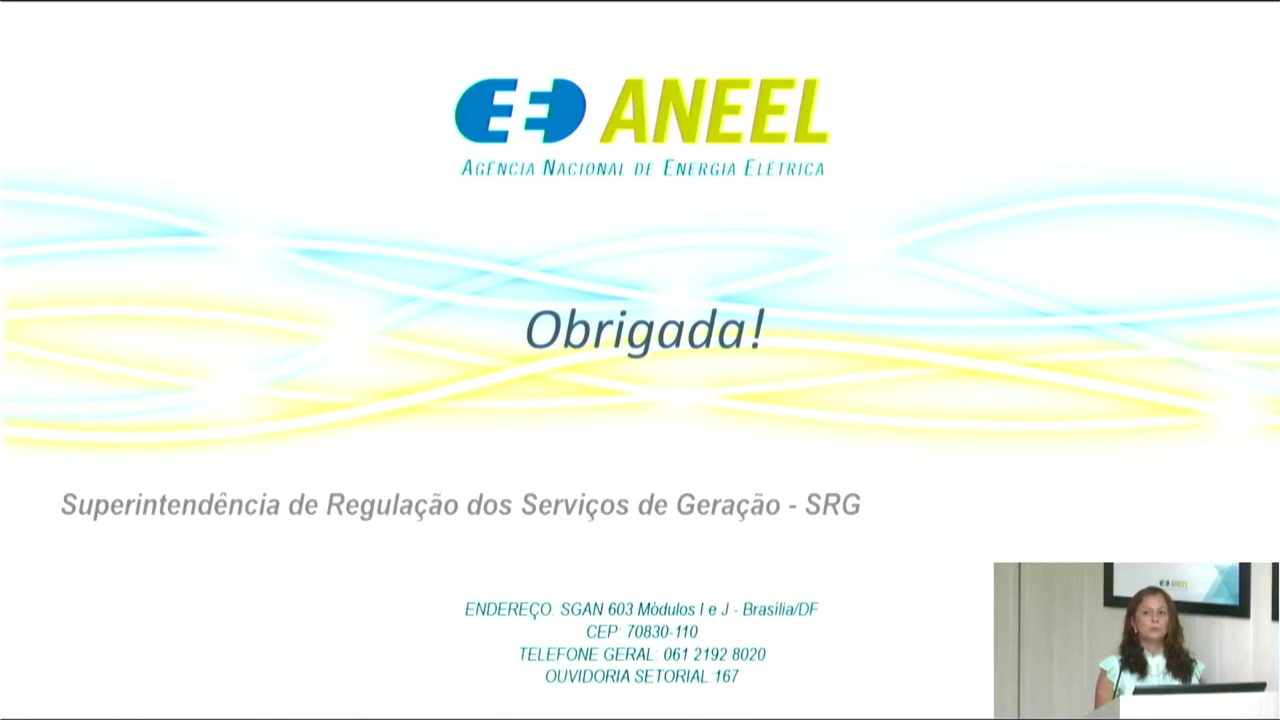 ANEEL
AGÊNCIA NACIONAL DE ENERGIA ELÉTRICA
Obrigada!
Superintendência de Regulação dos Serviços de Geração - SRG
ENDEREÇO: SGAN 603 Módulos I e J - Brasília/DF
CEP: 70830-110
TELEFONE GERAL: 061 2192 8020
OUVIDORIA SETORIAL:167
ANEEL